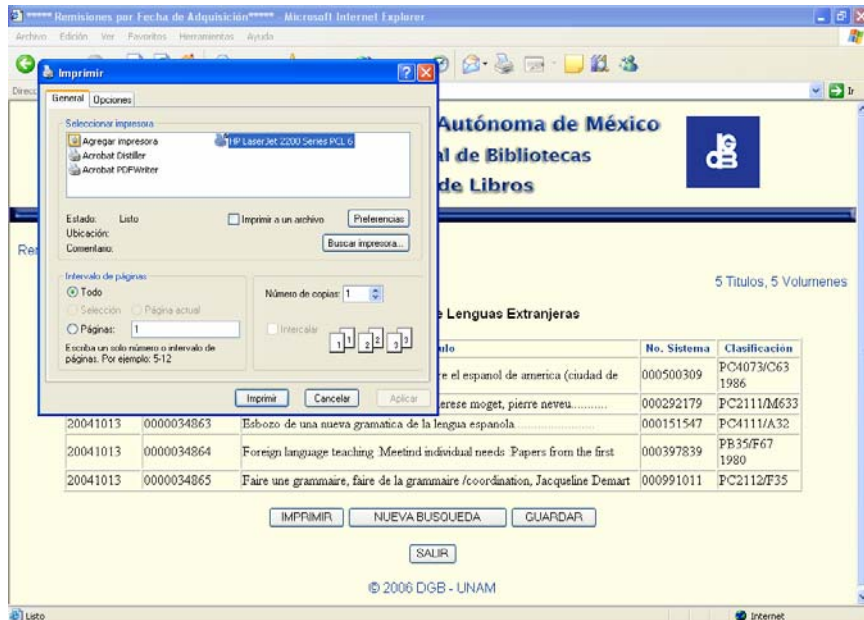 ***** Remisiones por Fecha de Adquisición***** - Microsoft Internet Explorer
Archivo Edición Ver Favoritos Herramientas Ayuda
Ir
Imprimir
General Opciones
Seleccionar impresora
Agregar impresora
HP LaserJet 2200 Series PCL 6
Acrobat Distiller
Acrobat PDFWriter
Estado: Listo
Ubicación:
Comentario:
Imprimir a un archivo
Preferencias
Buscar impresora...
Intervalo de páginas
Todo
Selección Página actual
Páginas: 1
Escriba un solo número o intervalo de
páginas. Por ejemplo: 5-12
Número de copias: 1
Intercalar
1 1 2 2 3 3
Imprimir Cancelar Aplicar
Autónoma de México
al de Bibliotecas
de Libros
5 Titulos, 5 Volumenes
e Lenguas Extranjeras
ulo No. Sistema Clasificación
re el espanol de america (ciudad de 000500309 PC4073/C63 1986
erese moget, pierre neveu........... 000292179 PC2111/M633
20041013 0000034863 Esbozo de una nueva gramatica de la lengua espanola........................ 000151547 PC4111/A32
20041013 0000034864 Foreign language teaching :Meetind individual needs :Papers from the first 000397839 PB35/F67 1980
20041013 0000034865 Faire une grammaire, faire de la grammaire /coordination, Jacqueline Demart 000991011 PC2112/F35
IMPRIMIR NUEVA BUSQUEDA GUARDAR
SALIR
© 2006 DGB - UNAM
Listo Internet